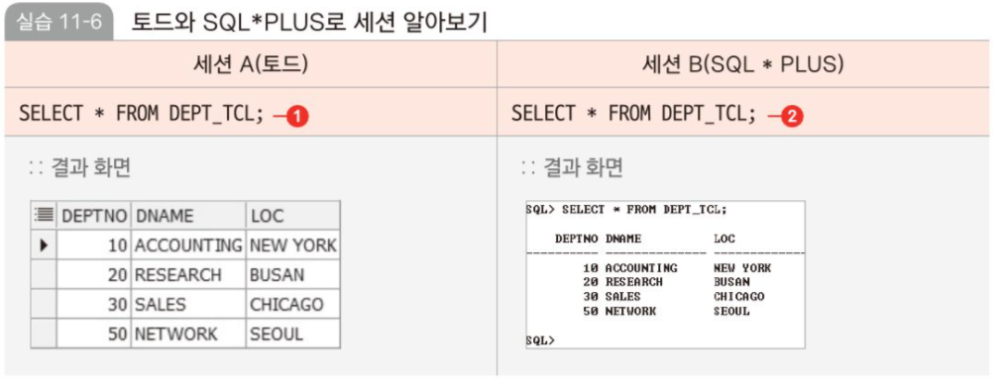 실습 11-6 토드와 SQL*PLUS로 세션 알아보기
세션 A(토드) 세션 B(SQL * PLUS)
SELECT * FROM DEPT_TCL; 1 SELECT * FROM DEPT_TCL; 2
:: 결과 화면
DEPTNO DNAME LOC
10 ACCOUNTING NEW YORK
20 RESEARCH BUSAN
30 SALES CHICAGO
50 NETWORK SEOUL
:: 결과 화면
SQL> SELECT * FROM DEPT_TCL;
DEPTNO DNAME LOC
---------- -------------- -------------
10 ACCOUNTING NEW YORK
20 RESEARCH BUSAN
30 SALES CHICAGO
50 NETWORK SEOUL
SQL>